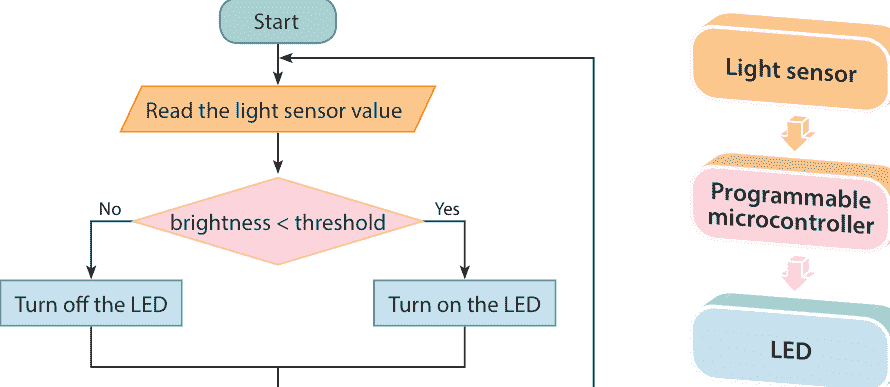 Start
Read the light sensor value
brightness < threshold
No
Yes
Turn off the LED
Turn on the LED
Light sensor
Programmable
microcontroller
LED